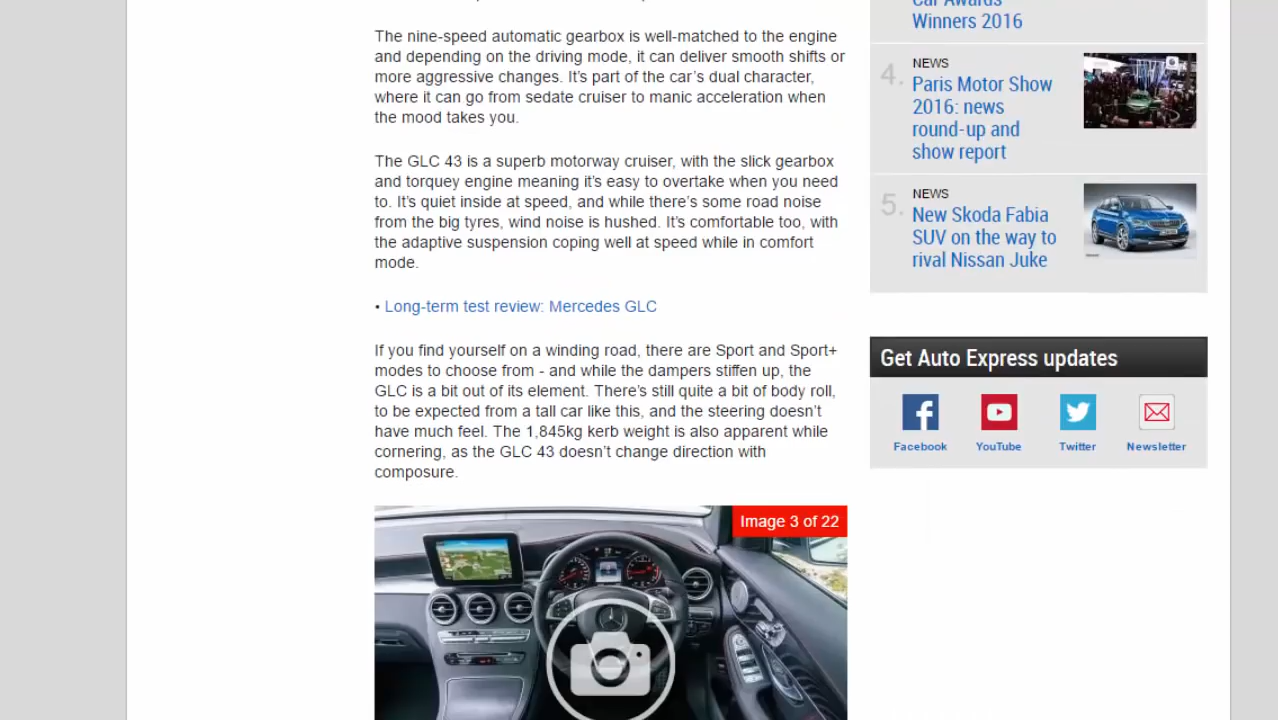 The nine-speed automatic gearbox is well-matched to the engine
and depending on the driving mode, it can deliver smooth shifts or
more aggressive changes. It’s part of the car’s dual character,
where it can go from sedate cruiser to manic acceleration when
the mood takes you.
The GLC 43 is a superb motorway cruiser, with the slick gearbox
and torquey engine meaning it’s easy to overtake when you need
to. It’s quiet inside at speed, and while there’s some road noise
from the big tyres, wind noise is hushed. It’s comfortable too, with
the adaptive suspension coping well at speed while in comfort
mode.
• Long-term test review: Mercedes GLC
If you find yourself on a winding road, there are Sport and Sport+
modes to choose from - and while the dampers stiffen up, the
GLC is a bit out of its element. There’s still quite a bit of body roll,
to be expected from a tall car like this, and the steering doesn’t
have much feel. The 1,845kg kerb weight is also apparent while
cornering, as the GLC 43 doesn’t change direction with
composure.
Image 3 of 22
Car Awards
Winners 2016
4.
NEWS
Paris Motor Show
2016: news
round-up and
show report
5.
NEWS
New Skoda Fabia
SUV on the way to
rival Nissan Juke
Get Auto Express updates
Facebook
YouTube
Twitter
Newsletter